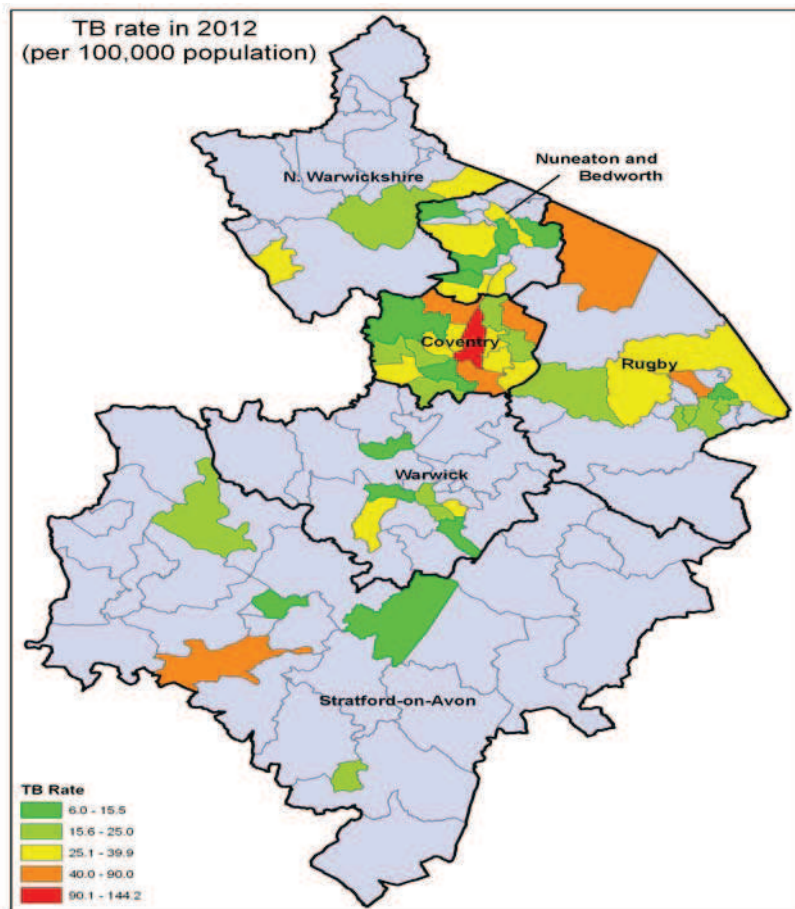 TB rate in 2012
(per 100,000 population)
Nuneaton and
Bedworth
N. Warwickshire
Coventry
Rugby
Warwick
Stratford-on-Avon
TB Rate
6.0 - 15.5
15.6 - 25.0
25.1 - 39.9
40.0 - 90.0
90.1 - 144.2